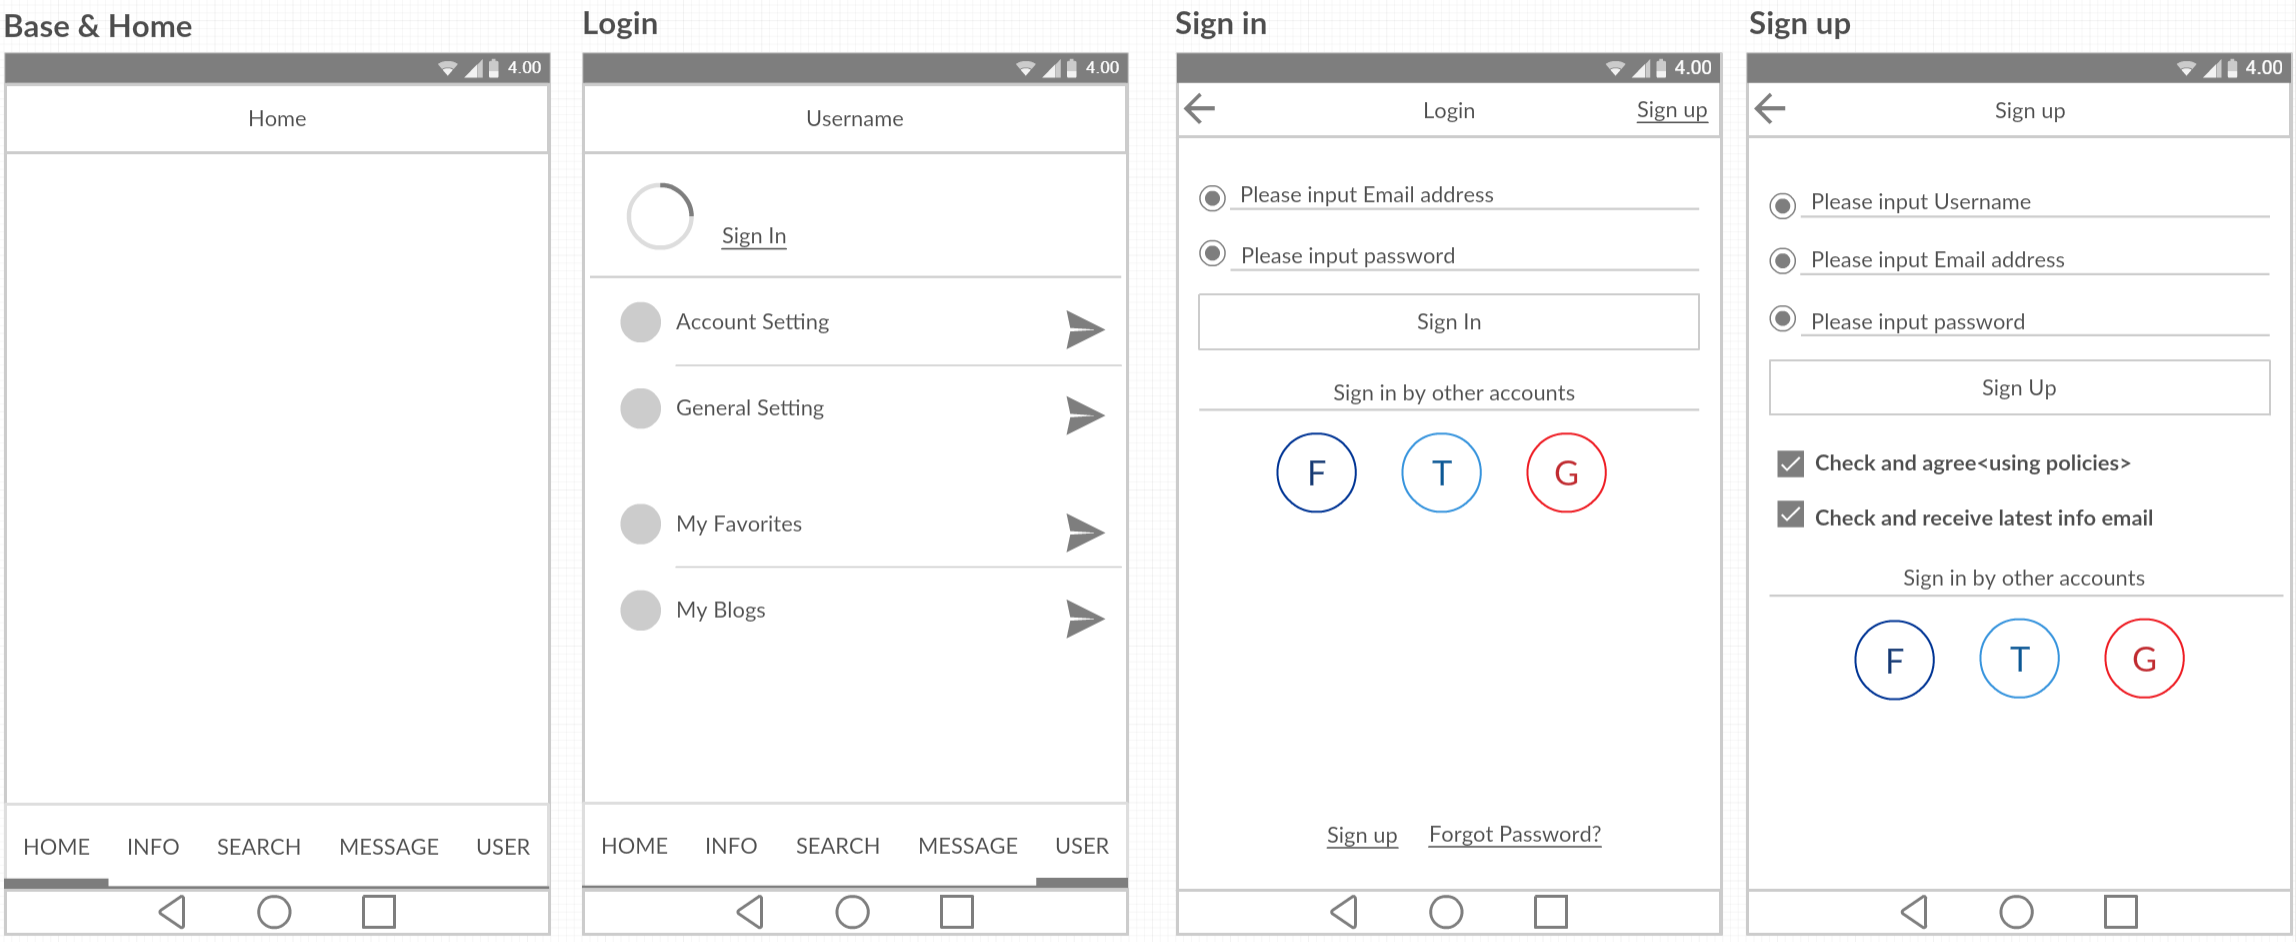 Base & Home
4.00
Home
HOME INFO SEARCH MESSAGE USER
Login
4.00
Username
Sign In
Account Setting
General Setting
My Favorites
My Blogs
HOME INFO SEARCH MESSAGE USER
Sign in
4.00
Login Sign up
Please input Email address
Please input password
Sign In
Sign in by other accounts
F T G
Sign up Forgot Password?
Sign up
4.00
Sign up
Please input Username
Please input Email address
Please input password
Sign Up
Check and agree<using policies>
Check and receive latest info email
Sign in by other accounts
F T G